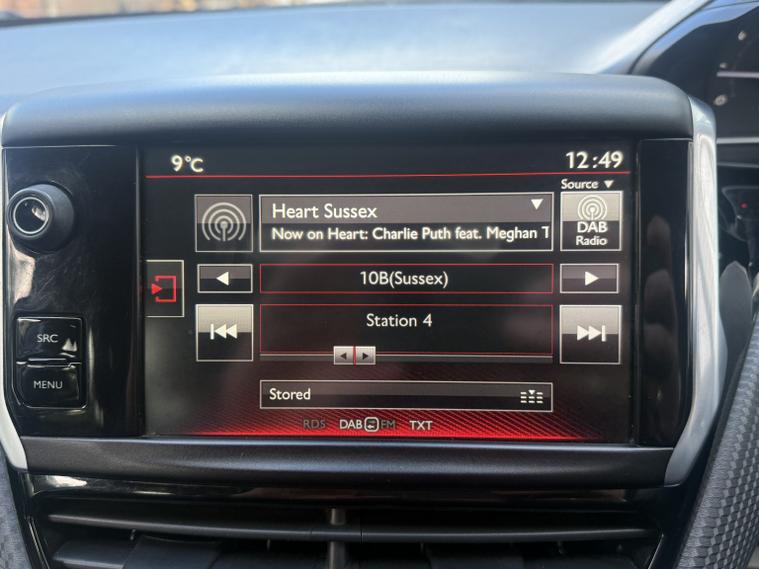 9°C
12:49
Source ▼
Heart Sussex
Now on Heart: Charlie Puth feat. Meghan T
DAB
Radio
10B(Sussex)
Station 4
SRC
MENU
Stored
RDS DAB FM TXT